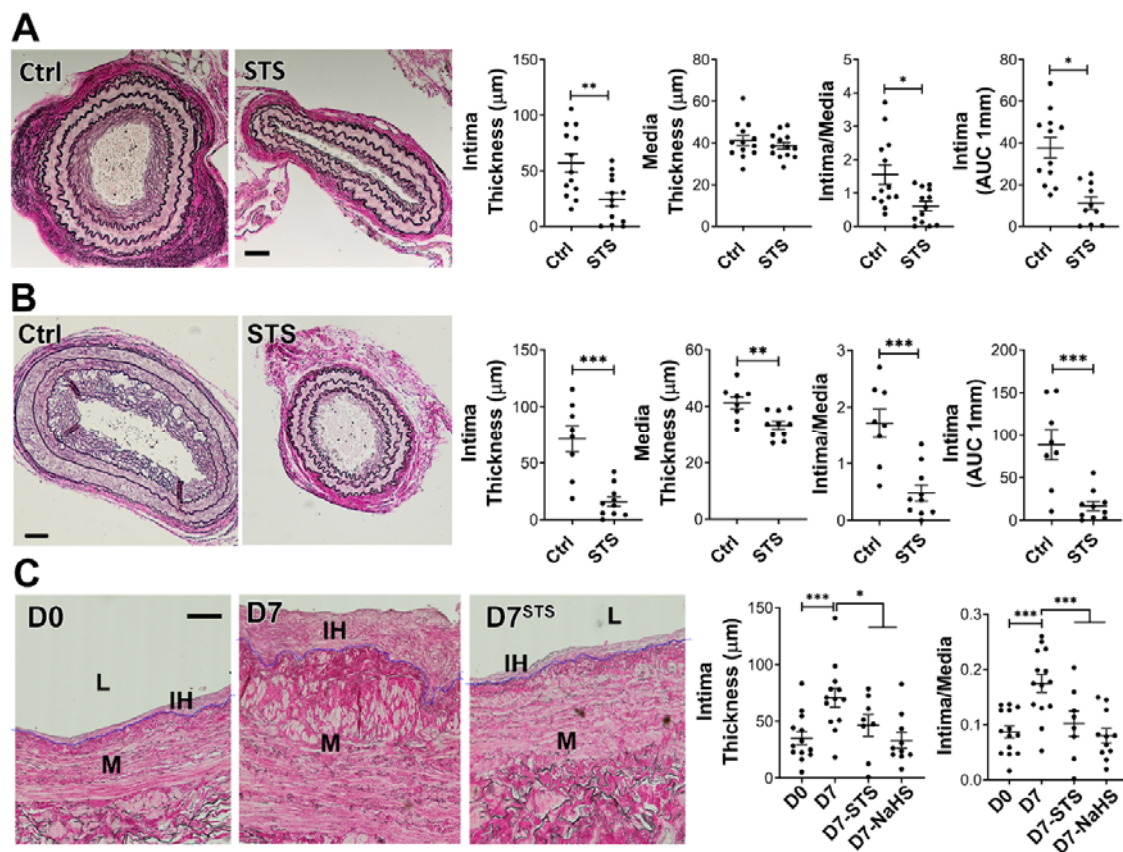 A
Ctrl
STS
Intima
Thickness (μm)
150
100
50
0
Ctrl
STS
**
Media
Thickness (μm)
80
60
40
20
0
Ctrl
STS
Intima/Media
5
4
3
2
1
0
Ctrl
STS
*
Intima
(AUC 1mm)
80
60
40
20
0
Ctrl
STS
*
B
Ctrl
STS
Intima
Thickness (μm)
150
100
50
0
Ctrl
STS
***
Media
Thickness (μm)
60
40
20
0
Ctrl
STS
**
Intima/Media
3
2
1
0
Ctrl
STS
***
Intima
(AUC 1mm)
200
150
100
50
0
Ctrl
STS
***
C
D0
L
IH
M
D7
IH
M
D7STS
L
IH
M
Intima
Thickness (μm)
150
100
50
0
D0
D7
D7-STS
D7-NaHS
***
*
Intima/Media
0.3
0.2
0.1
0.0
D0
D7
D7-STS
D7-NaHS
***
***